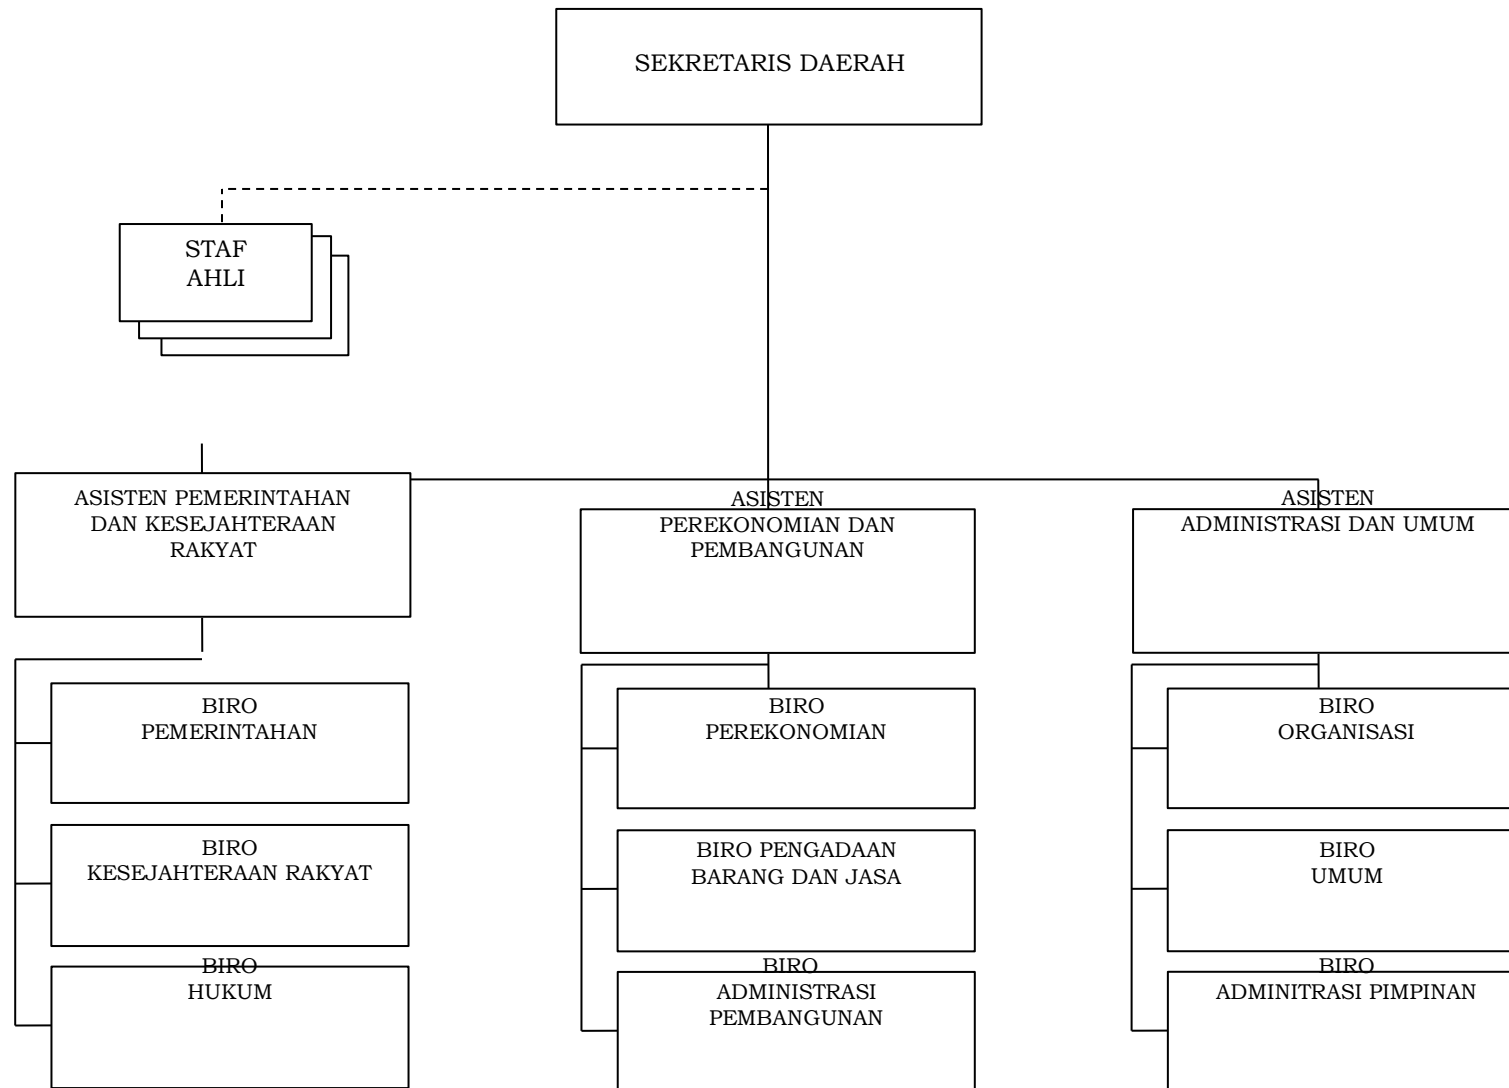 SEKRETARIS DAERAH
STAF
AHLI
ASISTEN PEMERINTAHAN
DAN KESEJAHTERAAN
RAKYAT
ASISTEN
PEREKONOMIAN DAN
PEMBANGUNAN
ASISTEN
ADMINISTRASI DAN UMUM
BIRO
PEMERINTAHAN
BIRO
KESEJAHTERAAN RAKYAT
BIRO
HUKUM
BIRO
PEREKONOMIAN
BIRO PENGADAAN
BARANG DAN JASA
BIRO
ADMINISTRASI
PEMBANGUNAN
BIRO
ORGANISASI
BIRO
UMUM
BIRO
ADMINITRASI PIMPINAN